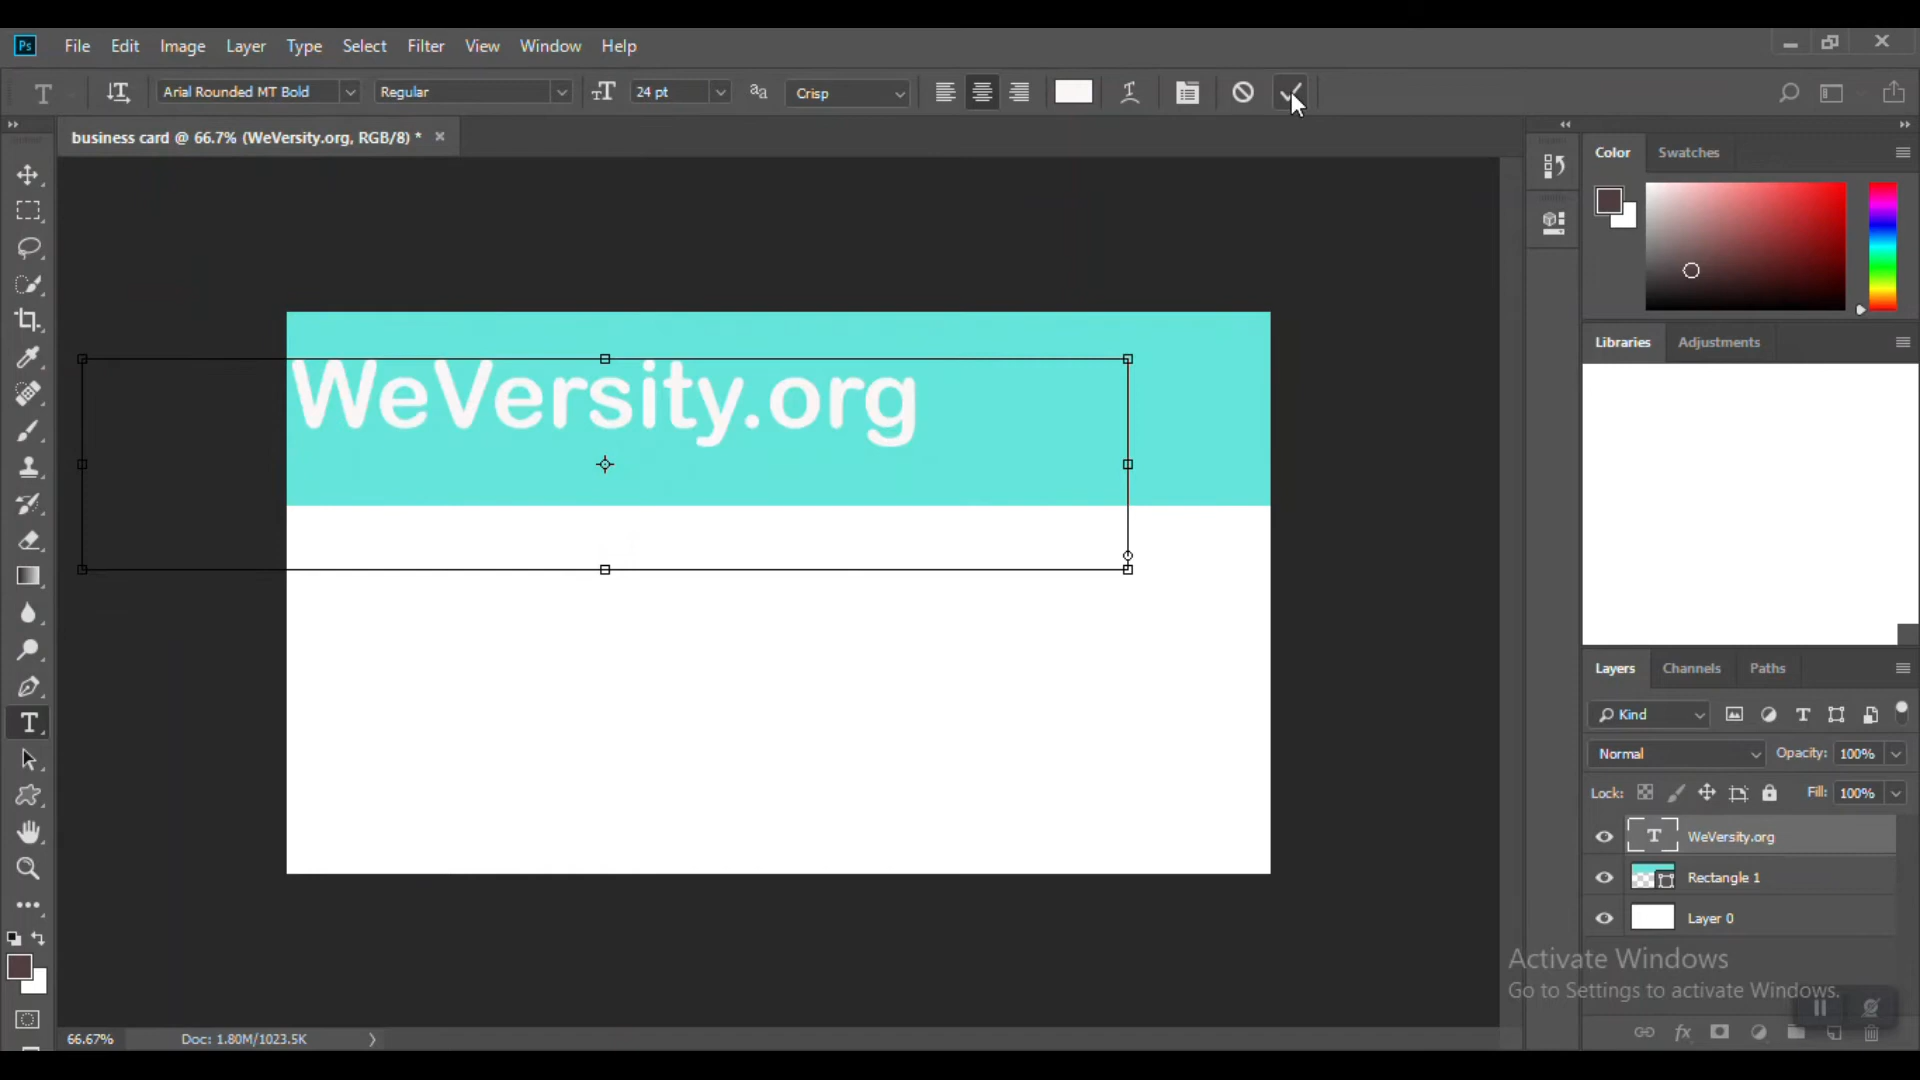 Ps File Edit Image Layer Type Select Filter View Window Help
T Arial Rounded MT Bold Regular 24 pt aa Crisp
business card @ 66.7% (WeVersity.org, RGB/8) * ×
Color Swatches
Libraries Adjustments
WeVersity.org
Layers Channels Paths
Kind T
Normal Opacity: 100%
Lock: Fill: 100%
T WeVersity.org
Rectangle 1
Layer 0
Activate Windows
Go to Settings to activate Windows.
fx
66.67% Doc: 1.80M/1023.5K